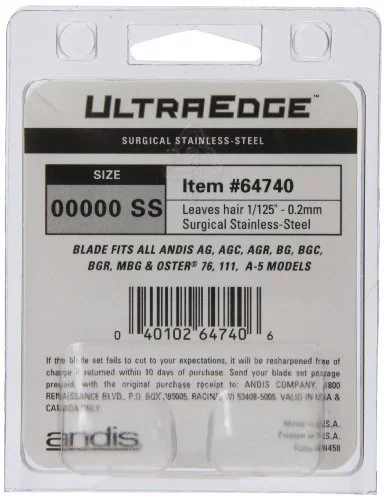 ULTRAEDGE™
SURGICAL STAINLESS-STEEL
SIZE
00000 SS
Item #64740
Leaves hair 1/125" - 0.2mm
Surgical Stainless-Steel
BLADE FITS ALL ANDIS AG, AGC, AGR, BG, BGC,
BGR, MBG & OSTER® 76, 111, A-5 MODELS
0 40102 64740 6
If the blade set fails to cut to your expectations, it will be resharpened free of
charge if returned within 10 days of purchase. Send your blade set postage
prepaid, with the original purchase receipt to: ANDIS COMPANY, 1800
RENAISSANCE BLVD., P.O. BOX 085005, RACINE, WI 53408-5005. VALID IN USA &
CANADA ONLY.
andis
Made in U.S.A.
Printed in U.S.A.